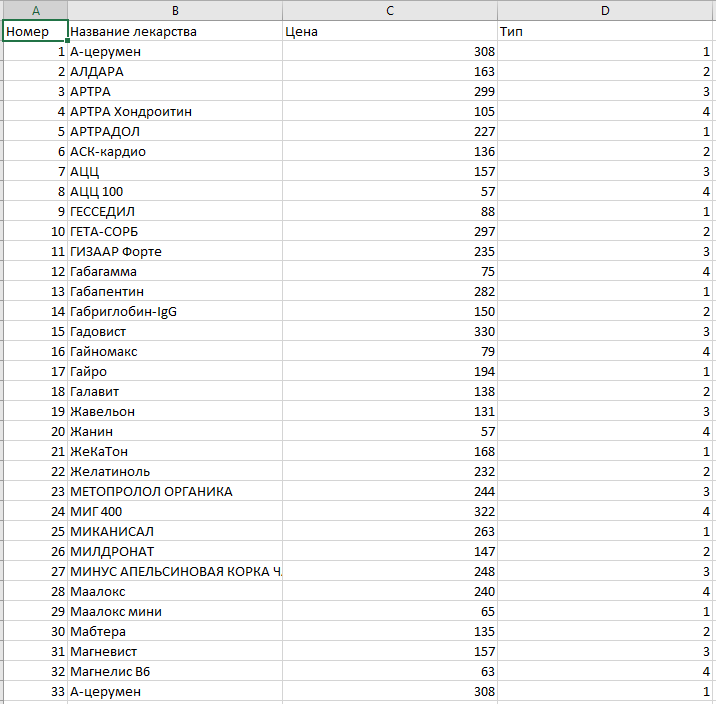 A B C D
Номер Название лекарства Цена Тип
1 А-церумен 308 1
2 АЛДАРА 163 2
3 АРТРА 299 3
4 АРТРА Хондроитин 105 4
5 АРТРАДОЛ 227 1
6 АСК-кардио 136 2
7 АЦЦ 157 3
8 АЦЦ 100 57 4
9 ГЕССЕДИЛ 88 1
10 ГЕТА-СОРБ 297 2
11 ГИЗААР Форте 235 3
12 Габагамма 75 4
13 Габапентин 282 1
14 Габриглобин-IgG 150 2
15 Гадовист 330 3
16 Гайномакс 79 4
17 Гайро 194 1
18 Галавит 138 2
19 Жавельон 131 3
20 Жанин 57 4
21 ЖеКаТон 168 1
22 Желатиноль 232 2
23 МЕТОПРОЛОЛ ОРГАНИКА 244 3
24 МИГ 400 322 4
25 МИКАНИСАЛ 263 1
26 МИЛДРОНАТ 147 2
27 МИНУС АПЕЛЬСИНОВАЯ КОРКА 248 3
28 Маалокс 240 4
29 Маалокс мини 65 1
30 Мабтера 135 2
31 Магневист 157 3
32 Магнелис В6 63 4
33 А-церумен 308 1